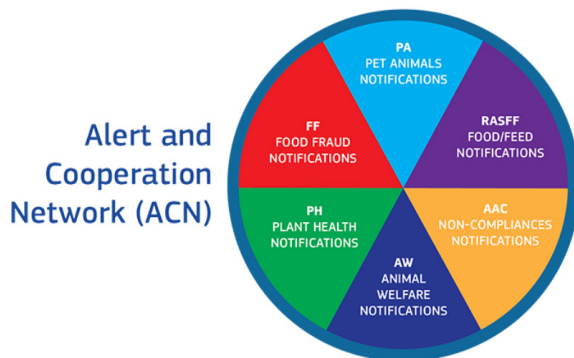 Alert and
Cooperation
Network (ACN)
PA
PET ANIMALS
NOTIFICATIONS
RASFF
FOOD/FEED
NOTIFICATIONS
AAC
NON-COMPLIANCES
NOTIFICATIONS
AW
ANIMAL
WELFARE
NOTIFICATIONS
PH
PLANT HEALTH
NOTIFICATIONS
FF
FOOD FRAUD
NOTIFICATIONS